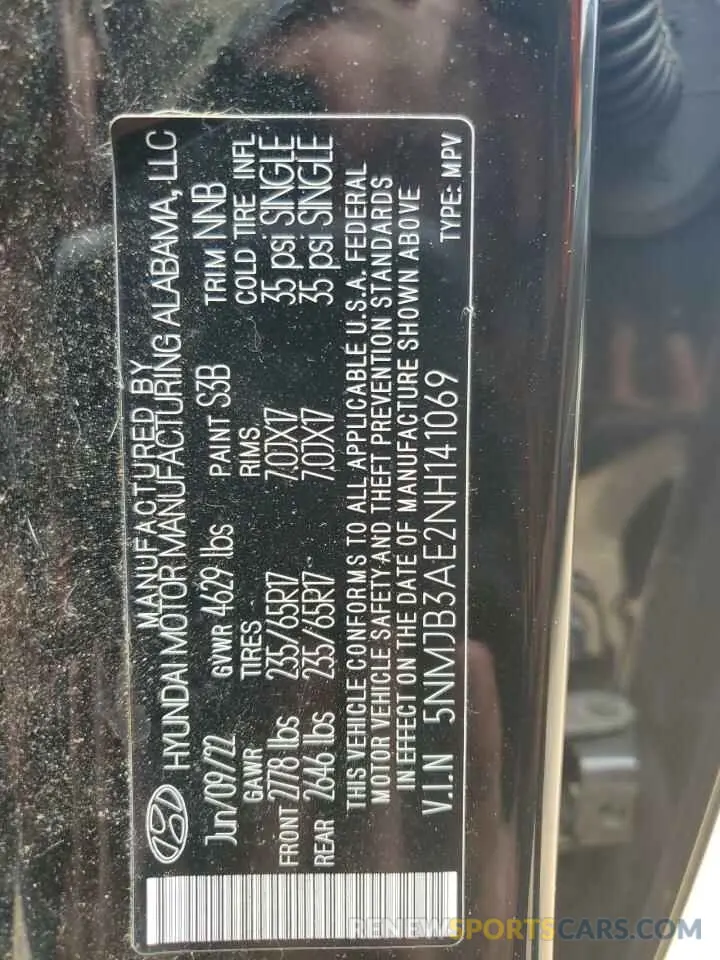 MANUFACTURED BY
HYUNDAI MOTOR MANUFACTURING ALABAMA, LLC
Jun/09/22 GVWR 4629 lbs PAINT S3B TRIM NNB
GAWR TIRES RIMS COLD TIRE INFL
FRONT 2778 lbs 235/65R17 7.0JX17 35 psi SINGLE
REAR 2646 lbs 235/65R17 7.0JX17 35 psi SINGLE
THIS VEHICLE CONFORMS TO ALL APPLICABLE U.S.A. FEDERAL
MOTOR VEHICLE SAFETY AND THEFT PREVENTION STANDARDS
IN EFFECT ON THE DATE OF MANUFACTURE SHOWN ABOVE
V.I.N 5NMJB3AE2NH141069 TYPE: MPV
RENEWSPORTSCARS.COM